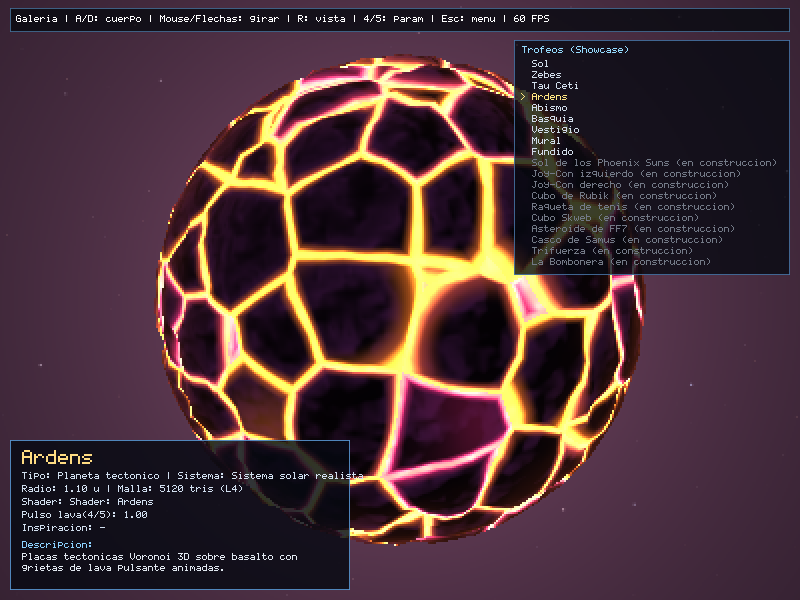 Galeria | A/D: cuerpo | Mouse/Flechas: girar | R: vista | 4/5: param | Esc: menu | 60 FPS
Trofeos (Showcase)
Sol
Zebes
Tau Ceti
> Ardens
Abismo
Basquia
Vestigio
Mural
Fundido
Sol de los Phoenix Suns (en construccion)
Joy-Con izquierdo (en construccion)
Joy-Con derecho (en construccion)
Cubo de Rubik (en construccion)
Raqueta de tenis (en construccion)
Cubo Skweb (en construccion)
Asteroide de FF7 (en construccion)
Casco de Samus (en construccion)
Trifuerza (en construccion)
La Bombonera (en construccion)
Ardens
Tipo: Planeta tectonico | Sistema: Sistema solar realista
Radio: 1.10 u | Malla: 5120 tris (L4)
Shader: Shader: Ardens
Pulso lava(4/5): 1.00
Inspiracion: -
Descripcion:
Placas tectonicas Voronoi 3D sobre basalto con
grietas de lava pulsante animadas.